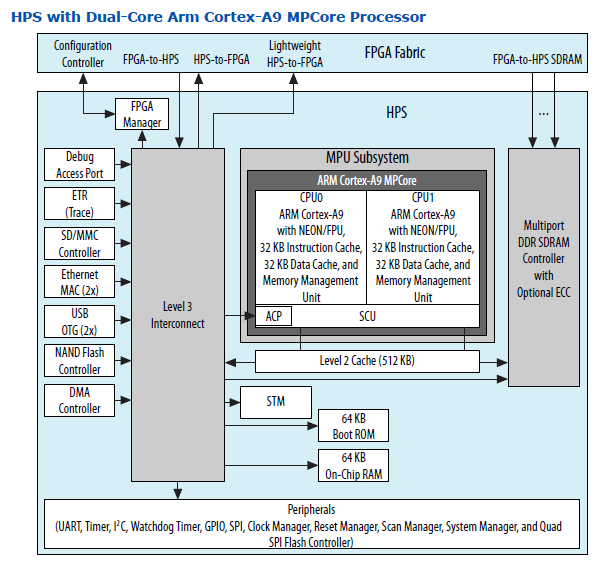 HPS with Dual-Core Arm Cortex-A9 MPCore Processor
Configuration
Controller
FPGA-to-HPS
HPS-to-FPGA
Lightweight
HPS-to-FPGA
FPGA Fabric
FPGA-to-HPS SDRAM
FPGA
Manager
HPS
...
Debug
Access Port
ETR
(Trace)
SD/MMC
Controller
Ethernet
MAC (2x)
USB
OTG (2x)
NAND Flash
Controller
DMA
Controller
Level 3
Interconnect
MPU Subsystem
ARM Cortex-A9 MPCore
CPU0
ARM Cortex-A9
with NEON/FPU,
32 KB Instruction Cache,
32 KB Data Cache, and
Memory Management
Unit
CPU1
ARM Cortex-A9
with NEON/FPU,
32 KB Instruction Cache,
32 KB Data Cache, and
Memory Management
Unit
ACP
SCU
Level 2 Cache (512 KB)
Multiport
DDR SDRAM
Controller
with
Optional ECC
STM
64 KB
Boot ROM
64 KB
On-Chip RAM
Peripherals
(UART, Timer, I²C, Watchdog Timer, GPIO, SPI, Clock Manager, Reset Manager, Scan Manager, System Manager, and Quad
SPI Flash Controller)